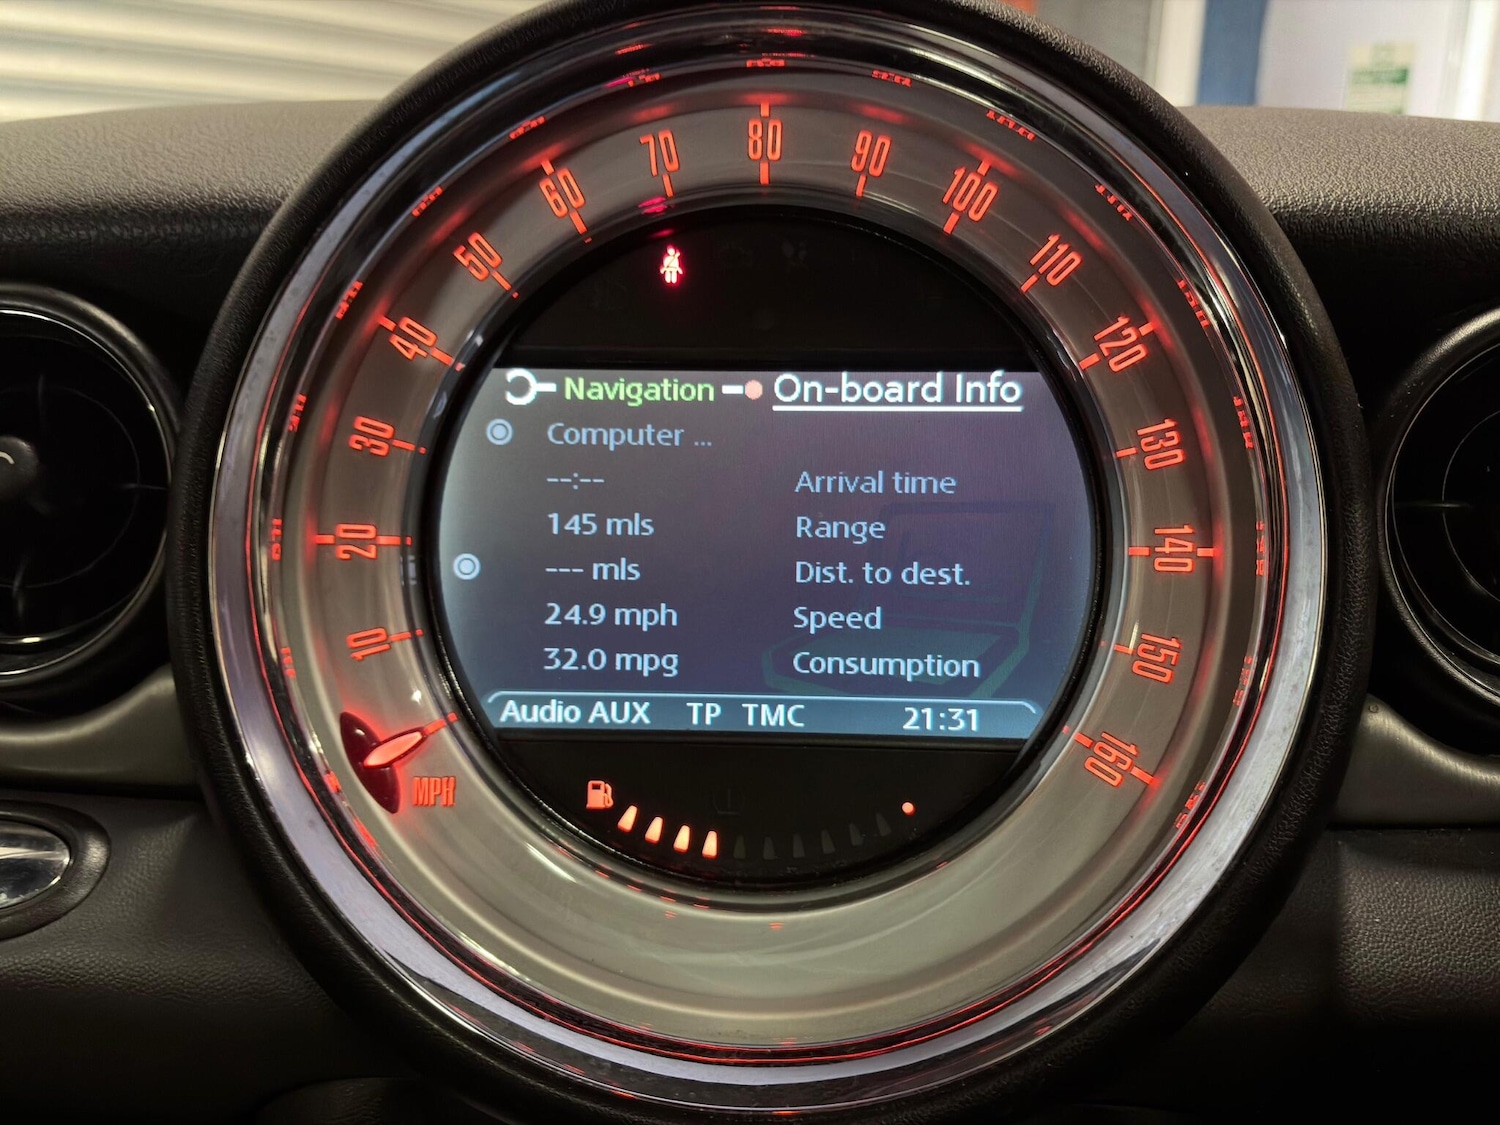 10
20
30
40
50
60
70
80
90
100
110
120
130
140
150
160
MPH
Navigation On-board Info
Computer ...
--:-- Arrival time
145 mls Range
--- mls Dist. to dest.
24.9 mph Speed
32.0 mpg Consumption
Audio AUX TP TMC 21:31